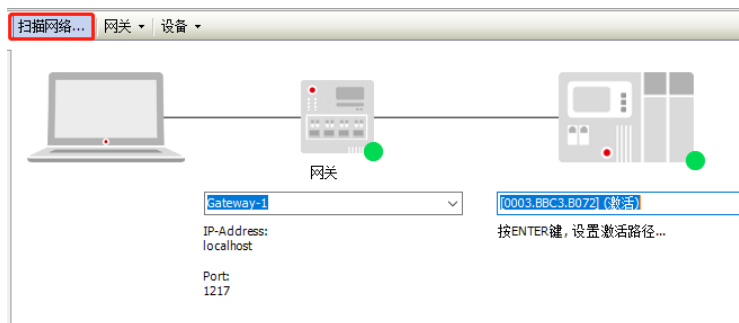 扫描网络... 网关 设备
网关
Gateway-1
[0003.BBC3.B072] (激活)
IP-Address:
localhost
按ENTER键, 设置激活路径...
Port:
1217